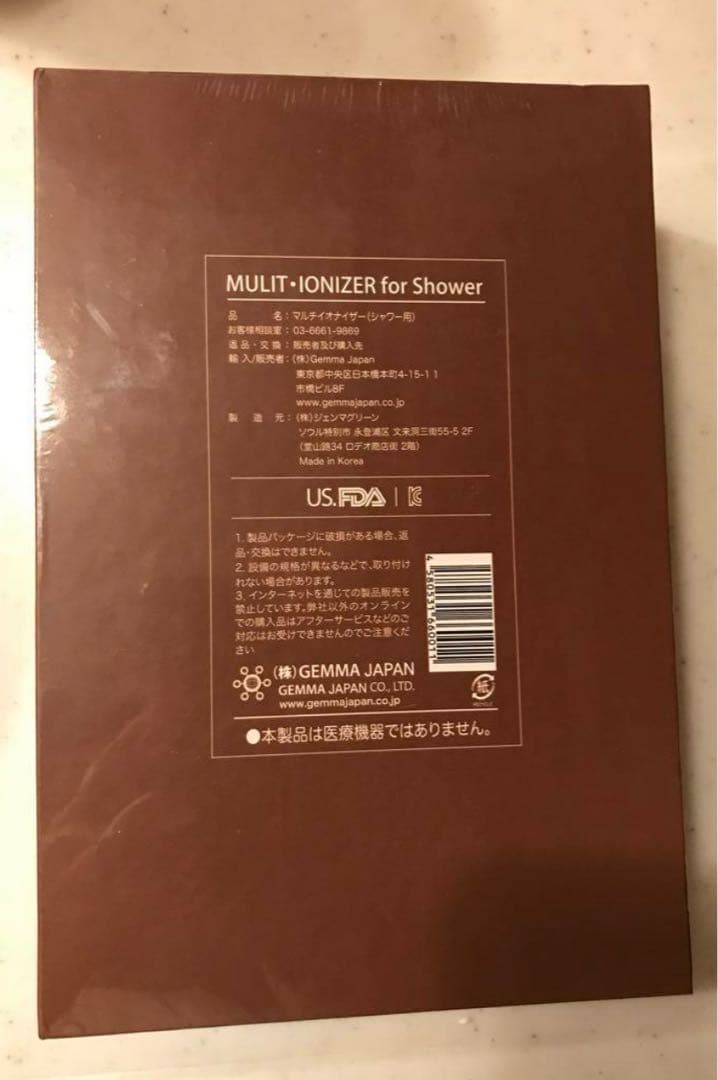 MULIT・IONIZER for Shower
品 名：マルチイオナイザー(シャワー用)
お客様相談室：03-6661-9869
返品・交換：販売者及び購入先
輸入/販売者：(株)Gemma Japan
東京都中央区日本橋本町4-15-11
市橋ビル8F
www.gemmajapan.co.jp
製 造 元：(株)ジェンマグリーン
ソウル特別市 永登浦区 文来洞三街55-5 2F
(堂山路34 ロデオ商店街 2階)
Made in Korea
US.FDA | KC
1. 製品パッケージに破損がある場合、返
品・交換はできません。
2. 設備の規格が異なるなどで、取り付け
れない場合があります。
3. インターネットを通じての製品販売を
禁止しています。弊社以外のオンライン
での購入品はアフターサービスなどのご
対応はお受けできませんのでご注意くだ
さい
4580531660011
(株)GEMMA JAPAN
GEMMA JAPAN CO., LTD.
www.gemmajapan.co.jp
紙
RECYCLE
●本製品は医療機器ではありません。